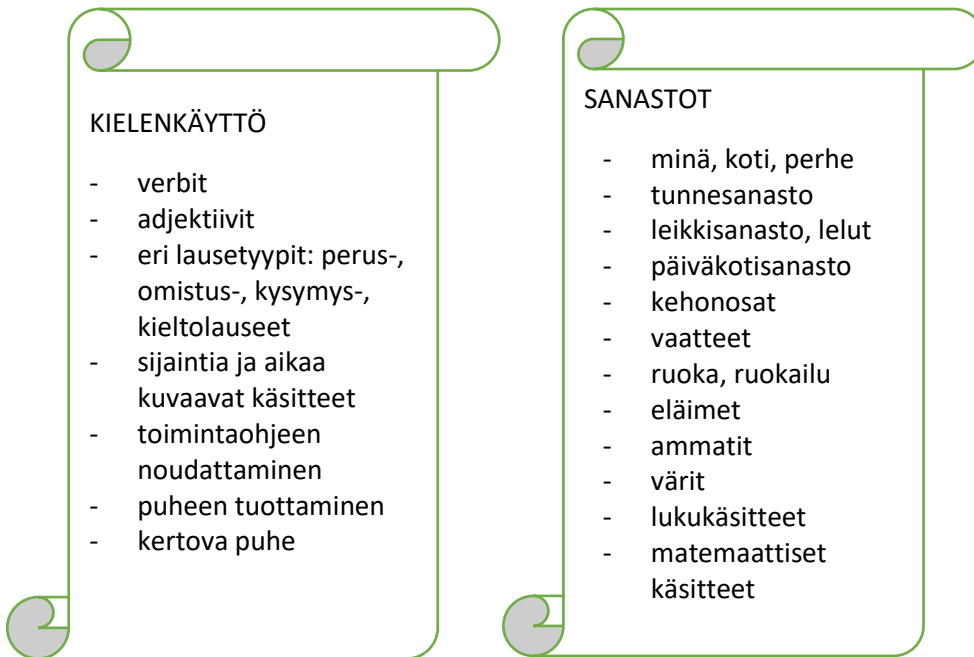 KIELENKÄYTTÖ
- verbit
- adjektiivit
- eri lausetyypit: perus-,
omistus-, kysymys-,
kieltolauseet
- sijaintia ja aikaa
kuvaavat käsitteet
- toimintaohjeen
noudattaminen
- puheen tuottaminen
- kertova puhe
SANASTOT
- minä, koti, perhe
- tunnesanasto
- leikkisanasto, lelut
- päiväkotisanasto
- kehonosat
- vaatteet
- ruoka, ruokailu
- eläimet
- ammatit
- värit
- lukukäsitteet
- matemaattiset
käsitteet